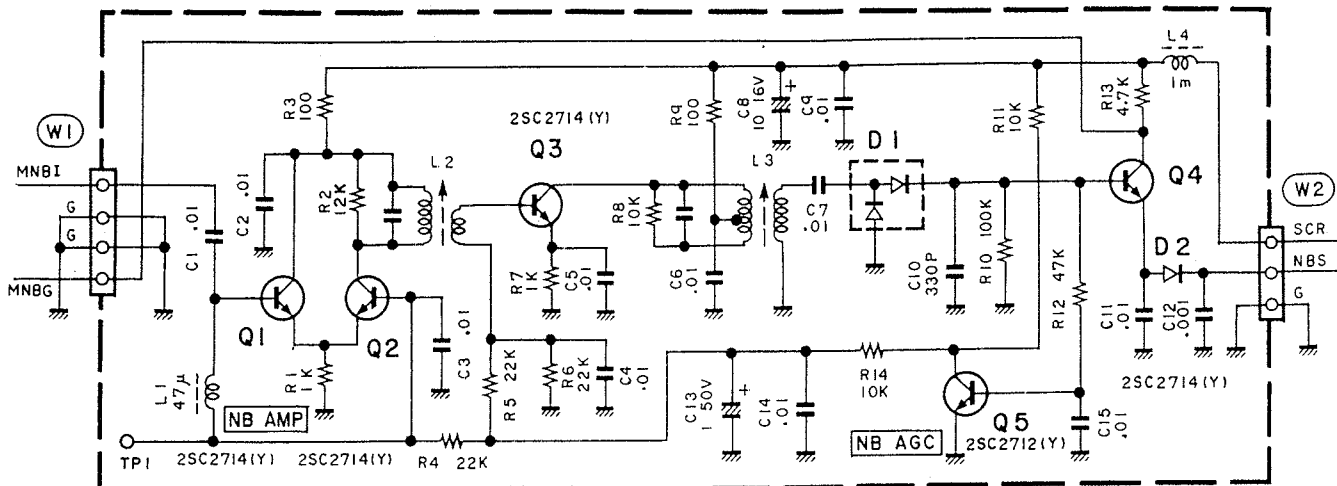 W1
MNBI
G
G
MNBG
C1 .01
L1 47μ
TP1
C2 .01
R3 100
R2 12K
Q1
Q2
R1 1K
NB AMP
2SC2714(Y)
2SC2714(Y)
R4 22K
C3 .01
L2
R5 22K
R6 22K
C4 .01
2SC2714(Y)
Q3
R7 1K
C5 .01
R8 10K
R9 100
C6 .01
C8 10 16V
+
C9 .01
L3
C7 .01
D1
C10 330P
R10 100K
R11 10K
R12 47K
C13 1 50V
+
C14 .01
R14 10K
NB AGC
Q5
2SC2712(Y)
C15 .01
L4 1m
R13 4.7K
Q4
D2
C11 .01
C12 .001
2SC2714(Y)
W2
SCR
NBS
G